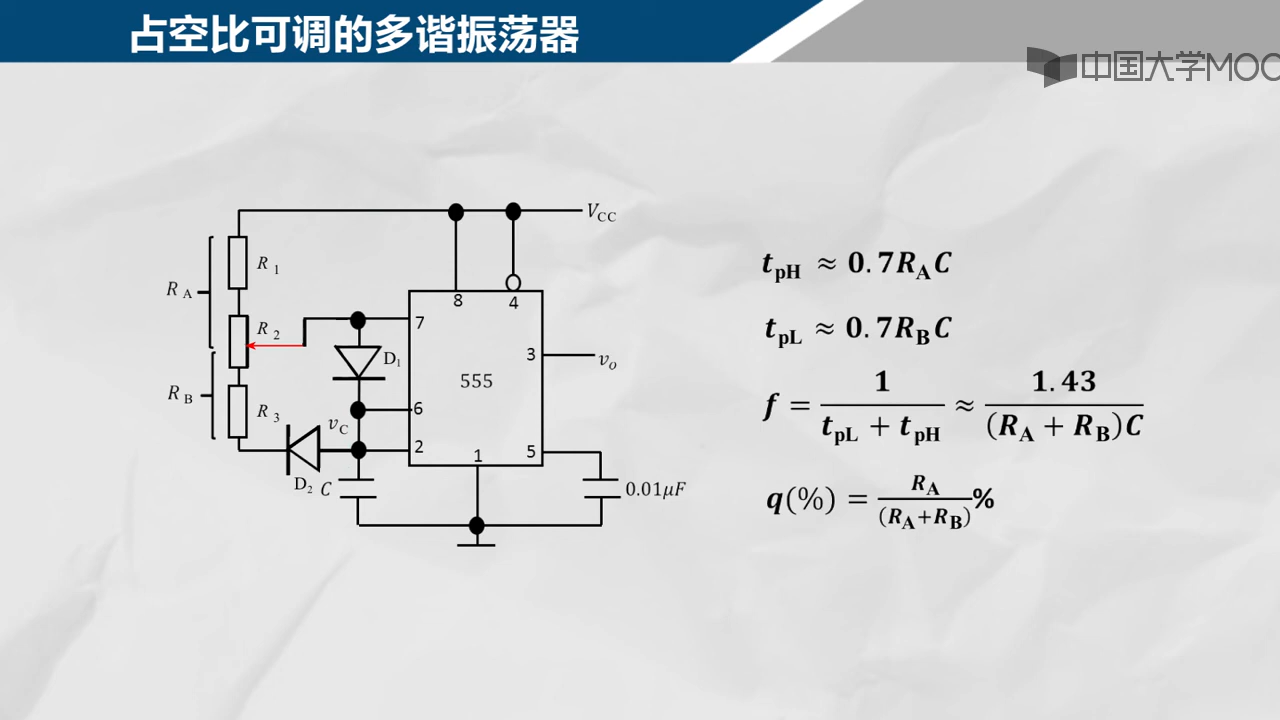 占空比可调的多谐振荡器
中国大学MOO
V_CC
R_1
R_A
R_2
R_B
R_3
8
4
7
D_1
3
v_o
555
6
v_C
2
1
5
D_2
C
0.01μF
t_pH ≈ 0.7R_A C
t_pL ≈ 0.7R_B C
f = 1/(t_pL + t_pH) ≈ 1.43/((R_A + R_B)C)
q(%) = R_A/(R_A+R_B)%